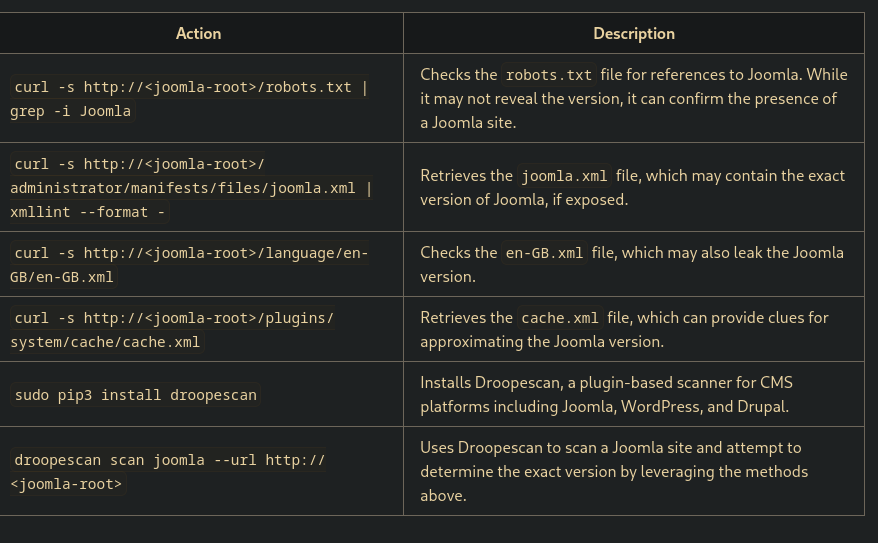 Action
Description
curl -s http://<joomla-root>/robots.txt |
grep -i Joomla
Checks the robots.txt file for references to Joomla. While
it may not reveal the version, it can confirm the presence of
a Joomla site.
curl -s http://<joomla-root>/
administrator/manifests/files/joomla.xml |
xmllint --format -
Retrieves the joomla.xml file, which may contain the exact
version of Joomla, if exposed.
curl -s http://<joomla-root>/language/en-
GB/en-GB.xml
Checks the en-GB.xml file, which may also leak the Joomla
version.
curl -s http://<joomla-root>/plugins/
system/cache/cache.xml
Retrieves the cache.xml file, which can provide clues for
approximating the Joomla version.
sudo pip3 install droopescan
Installs Droopescan, a plugin-based scanner for CMS
platforms including Joomla, WordPress, and Drupal.
droopescan scan joomla --url http://
<joomla-root>
Uses Droopescan to scan a Joomla site and attempt to
determine the exact version by leveraging the methods
above.